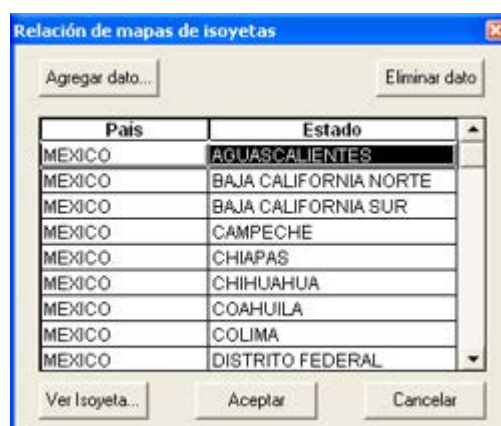 Relación de mapas de isoyetas
Agregar dato... Eliminar dato
País Estado
MEXICO AGUASCALIENTES
MEXICO BAJA CALIFORNIA NORTE
MEXICO BAJA CALIFORNIA SUR
MEXICO CAMPECHE
MEXICO CHIAPAS
MEXICO CHIHUAHUA
MEXICO COAHUILA
MEXICO COLIMA
MEXICO DISTRITO FEDERAL
Ver Isoyeta... Aceptar Cancelar